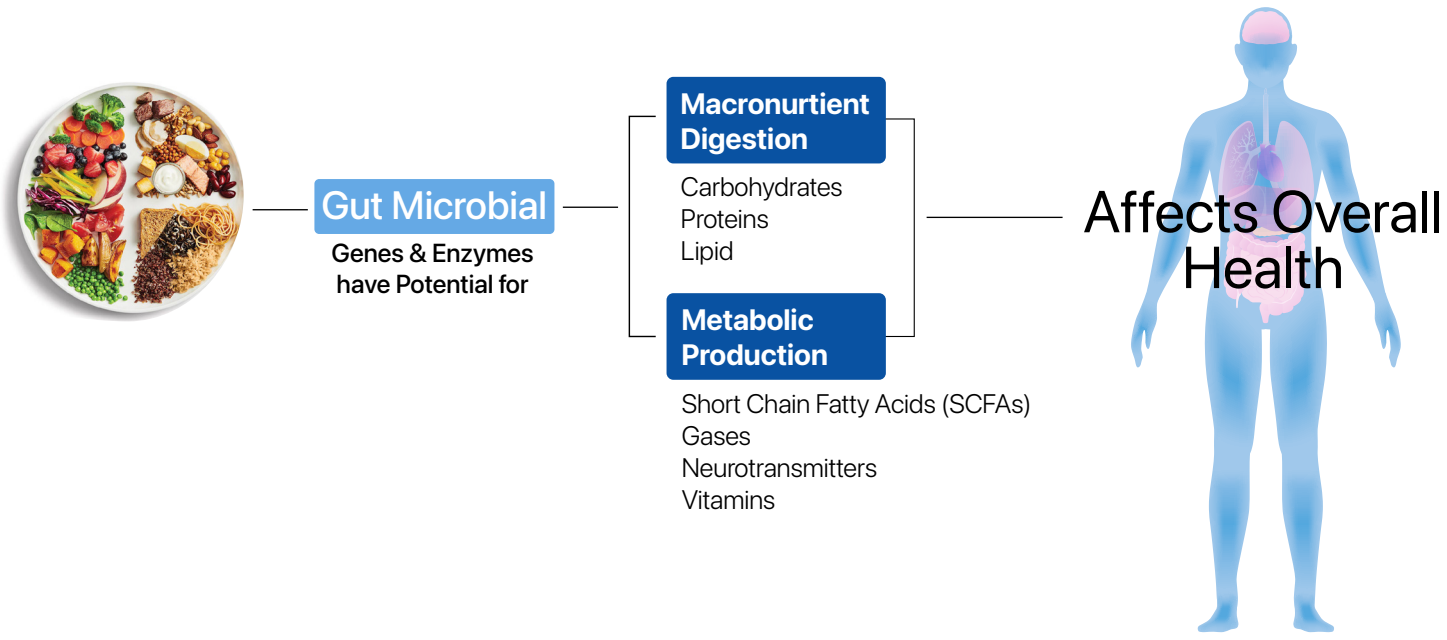 Gut Microbial
Genes & Enzymes
have Potential for
Macronurtient
Digestion
Carbohydrates
Proteins
Lipid
Metabolic
Production
Short Chain Fatty Acids (SCFAs)
Gases
Neurotransmitters
Vitamins
Affects Overall
Health